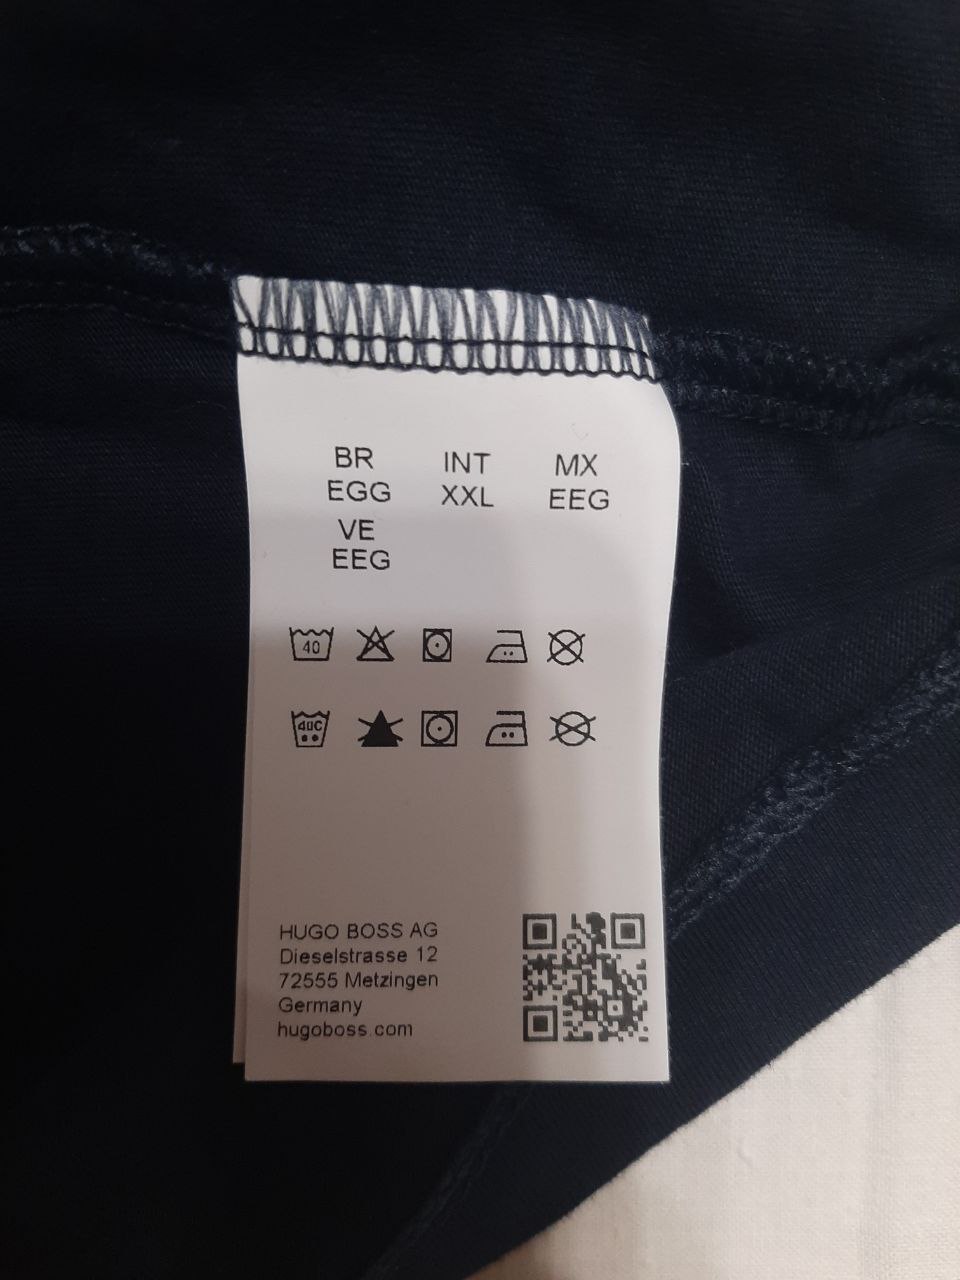 BR INT MX
EGG XXL EEG
VE
EEG
40
40C
HUGO BOSS AG
Dieselstrasse 12
72555 Metzingen
Germany
hugoboss.com